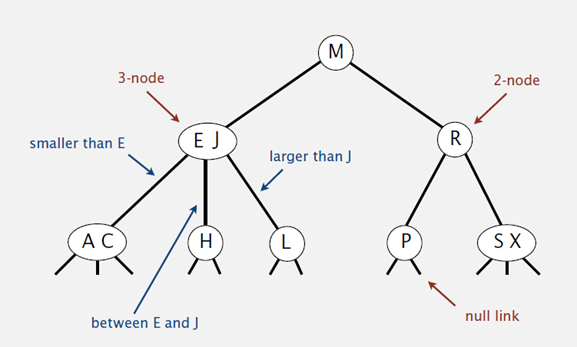 M
3-node
2-node
E J
R
smaller than E
larger than J
A C
H
L
P
S X
between E and J
null link